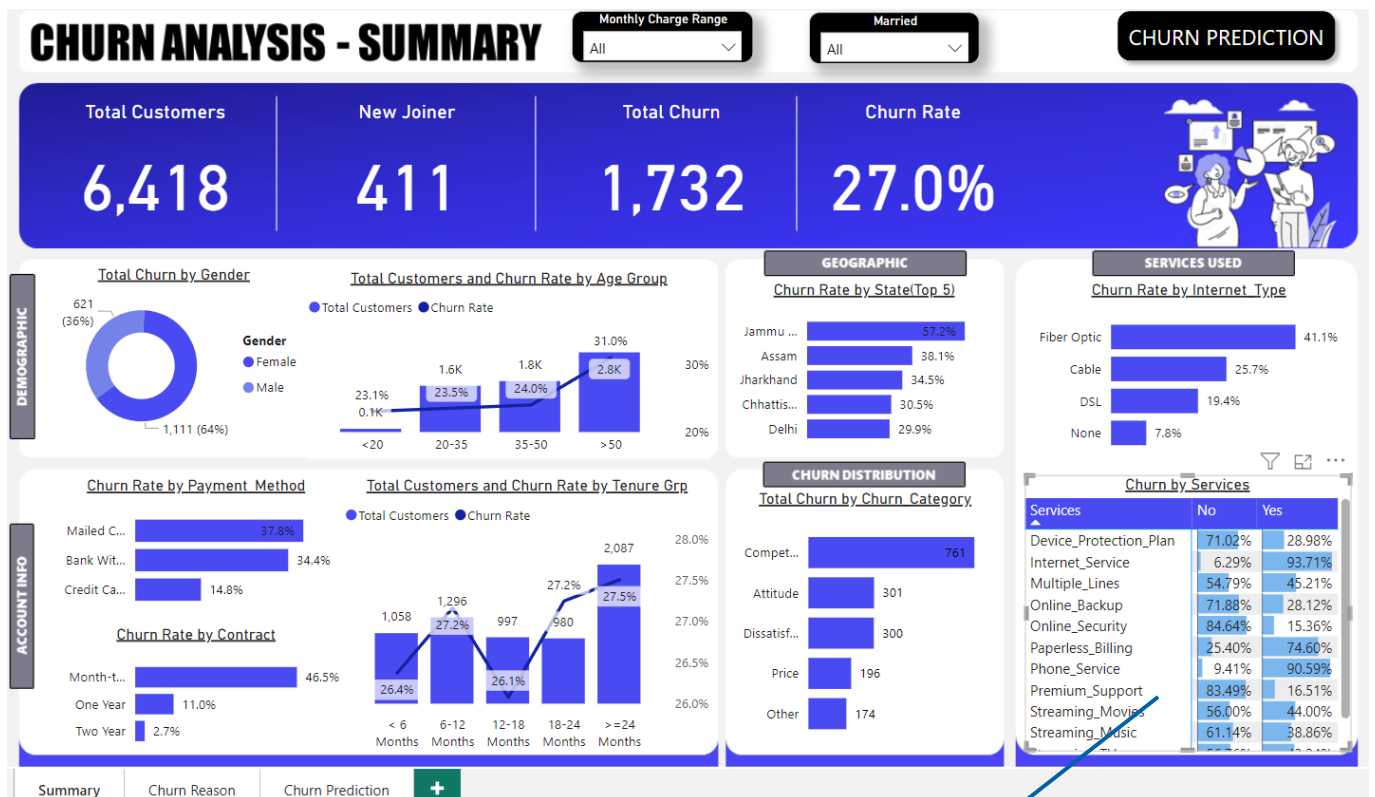 CHURN ANALYSIS - SUMMARY
Monthly Charge Range
All
Married
All
CHURN PREDICTION
Total Customers
New Joiner
Total Churn
Churn Rate
6,418
411
1,732
27.0%
DEMOGRAPHIC
Total Churn by Gender
621
(36%)
1,111 (64%)
Gender
Female
Male
Total Customers and Churn Rate by Age Group
Total Customers Churn Rate
23.1%
0.1K
1.6K
23.5%
1.8K
24.0%
31.0%
2.8K
30%
20%
<20 20-35 35-50 >50
GEOGRAPHIC
Churn Rate by State(Top 5)
Jammu ... 57.2%
Assam 38.1%
Jharkhand 34.5%
Chhattis... 30.5%
Delhi 29.9%
SERVICES USED
Churn Rate by Internet_Type
Fiber Optic 41.1%
Cable 25.7%
DSL 19.4%
None 7.8%
ACCOUNT INFO
Churn Rate by Payment_Method
Mailed C... 37.8%
Bank Wit... 34.4%
Credit Ca... 14.8%
Churn Rate by Contract
Month-t... 46.5%
One Year 11.0%
Two Year 2.7%
Total Customers and Churn Rate by Tenure Grp
Total Customers Churn Rate
1,058
26.4%
1,296
27.2%
997
26.1%
27.2%
980
2,087
27.5%
28.0%
27.5%
27.0%
26.5%
26.0%
< 6 6-12 12-18 18-24 >=24
Months Months Months Months Months
CHURN DISTRIBUTION
Total Churn by Churn_Category
Compet... 761
Attitude 301
Dissatisf... 300
Price 196
Other 174
Churn by Services
Services No Yes
Device_Protection_Plan 71.02% 28.98%
Internet_Service 6.29% 93.71%
Multiple_Lines 54.79% 45.21%
Online_Backup 71.88% 28.12%
Online_Security 84.64% 15.36%
Paperless_Billing 25.40% 74.60%
Phone_Service 9.41% 90.59%
Premium_Support 83.49% 16.51%
Streaming_Movies 56.00% 44.00%
Streaming_Music 61.14% 38.86%
Summary Churn Reason Churn Prediction +